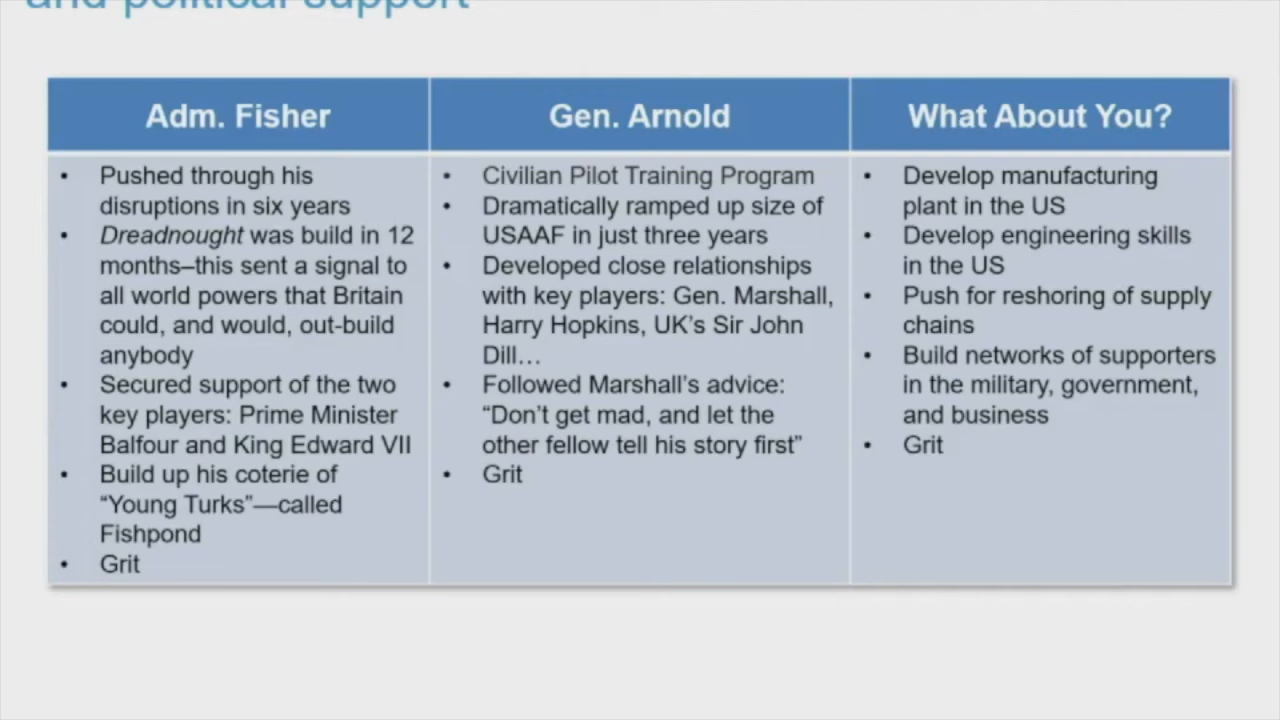 and political support
Adm. Fisher
Gen. Arnold
What About You?
• Pushed through his
disruptions in six years
• Dreadnought was build in 12
months–this sent a signal to
all world powers that Britain
could, and would, out-build
anybody
• Secured support of the two
key players: Prime Minister
Balfour and King Edward VII
• Build up his coterie of
“Young Turks”—called
Fishpond
• Grit
• Civilian Pilot Training Program
• Dramatically ramped up size of
USAAF in just three years
• Developed close relationships
with key players: Gen. Marshall,
Harry Hopkins, UK’s Sir John
Dill…
• Followed Marshall’s advice:
“Don’t get mad, and let the
other fellow tell his story first”
• Grit
• Develop manufacturing
plant in the US
• Develop engineering skills
in the US
• Push for reshoring of supply
chains
• Build networks of supporters
in the military, government,
and business
• Grit